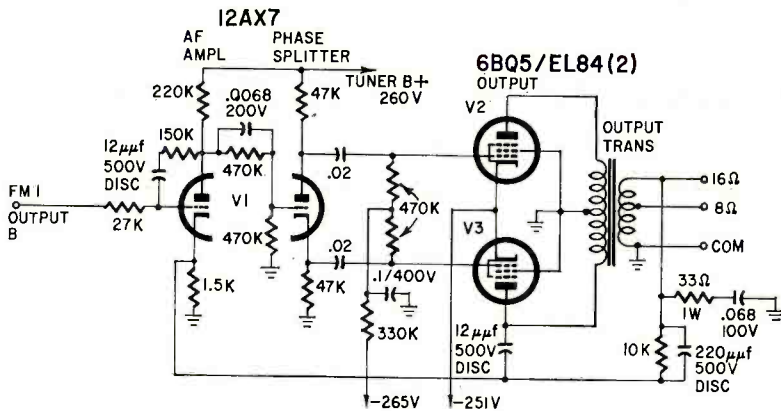 12AX7
AF
AMPL
PHASE
SPLITTER
TUNER B+
260V
6BQ5/EL84(2)
OUTPUT
V2
OUTPUT
TRANS
220K
47K
.0068
200V
150K
12μμf
500V
DISC
470K
.02
16Ω
8Ω
COM
FM I
OUTPUT
B
27K
V1
470K
470K
V3
.02
.1/400V
1.5K
47K
330K
12μμf
500V
DISC
33Ω
1W
.068
100V
10K
220μμf
500V
DISC
-265V
-251V